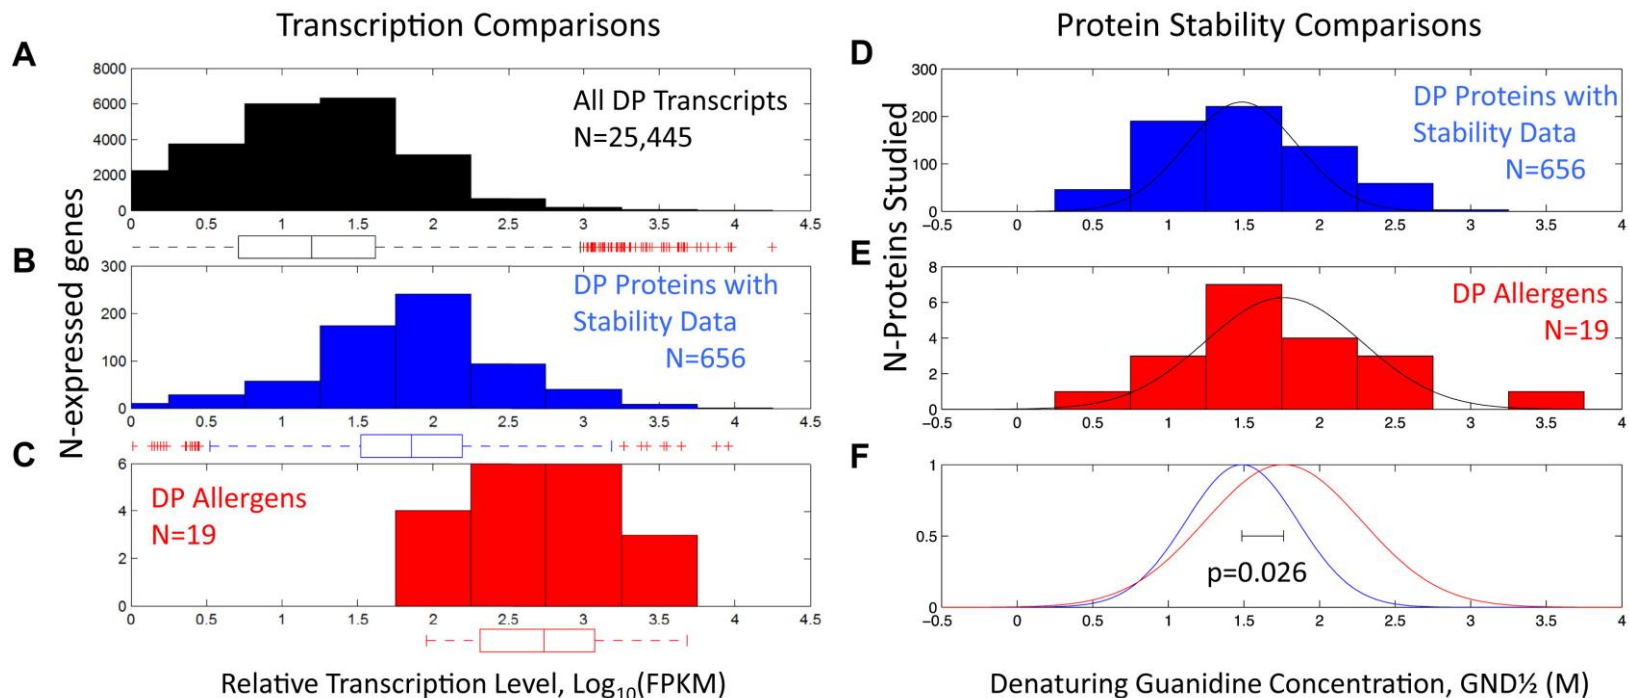 Transcription Comparisons
A
8000
6000
4000
2000
0
All DP Transcripts
N=25,445
0 0.5 1 1.5 2 2.5 3 3.5 4 4.5
N-expressed genes
B
300
200
100
0
DP Proteins with
Stability Data
N=656
0 0.5 1 1.5 2 2.5 3 3.5 4 4.5
C
6
4
2
0
DP Allergens
N=19
0 0.5 1 1.5 2 2.5 3 3.5 4 4.5
Relative Transcription Level, Log10(FPKM)
Protein Stability Comparisons
D
300
200
100
0
DP Proteins with
Stability Data
N=656
-0.5 0 0.5 1 1.5 2 2.5 3 3.5 4
N-Proteins Studied
E
8
6
4
2
0
DP Allergens
N=19
-0.5 0 0.5 1 1.5 2 2.5 3 3.5 4
F
1
0.5
0
p=0.026
-0.5 0 0.5 1 1.5 2 2.5 3 3.5 4
Denaturing Guanidine Concentration, GND½ (M)